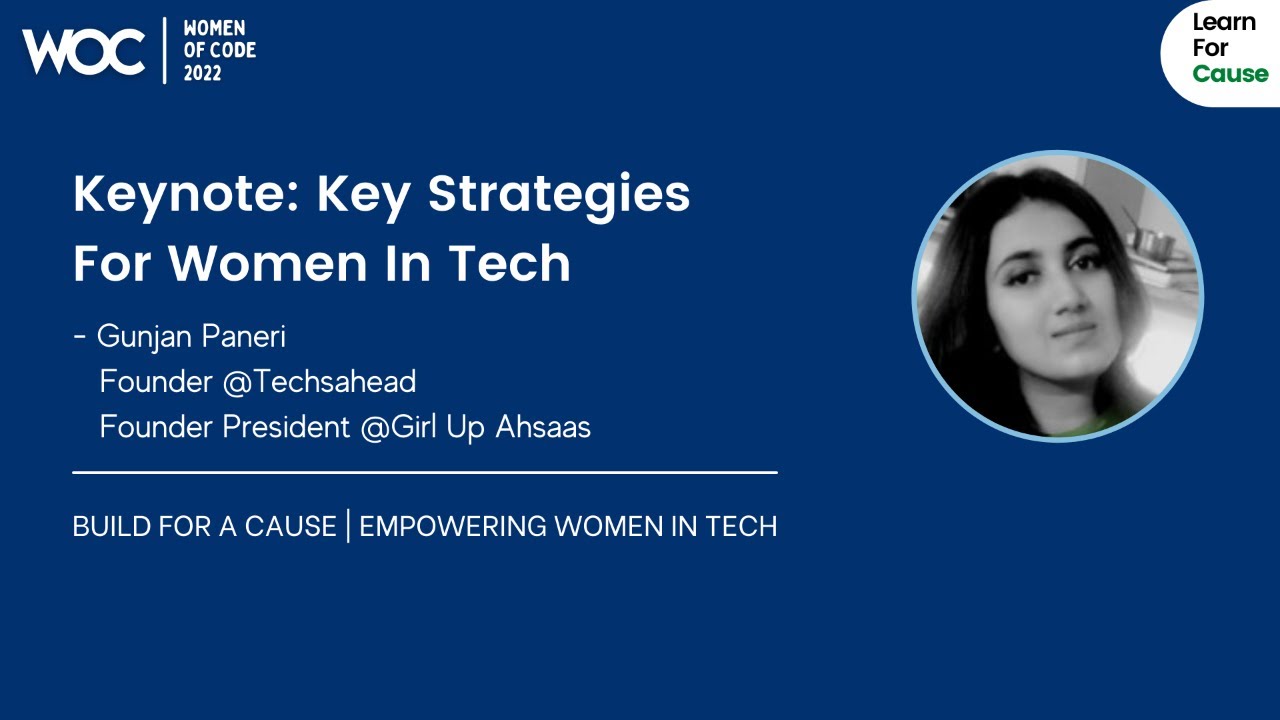 WOC
WOMEN
OF CODE
2022
Learn
For
Cause
Keynote: Key Strategies
For Women In Tech
- Gunjan Paneri
Founder @Techsahead
Founder President @Girl Up Ahsaas
BUILD FOR A CAUSE | EMPOWERING WOMEN IN TECH